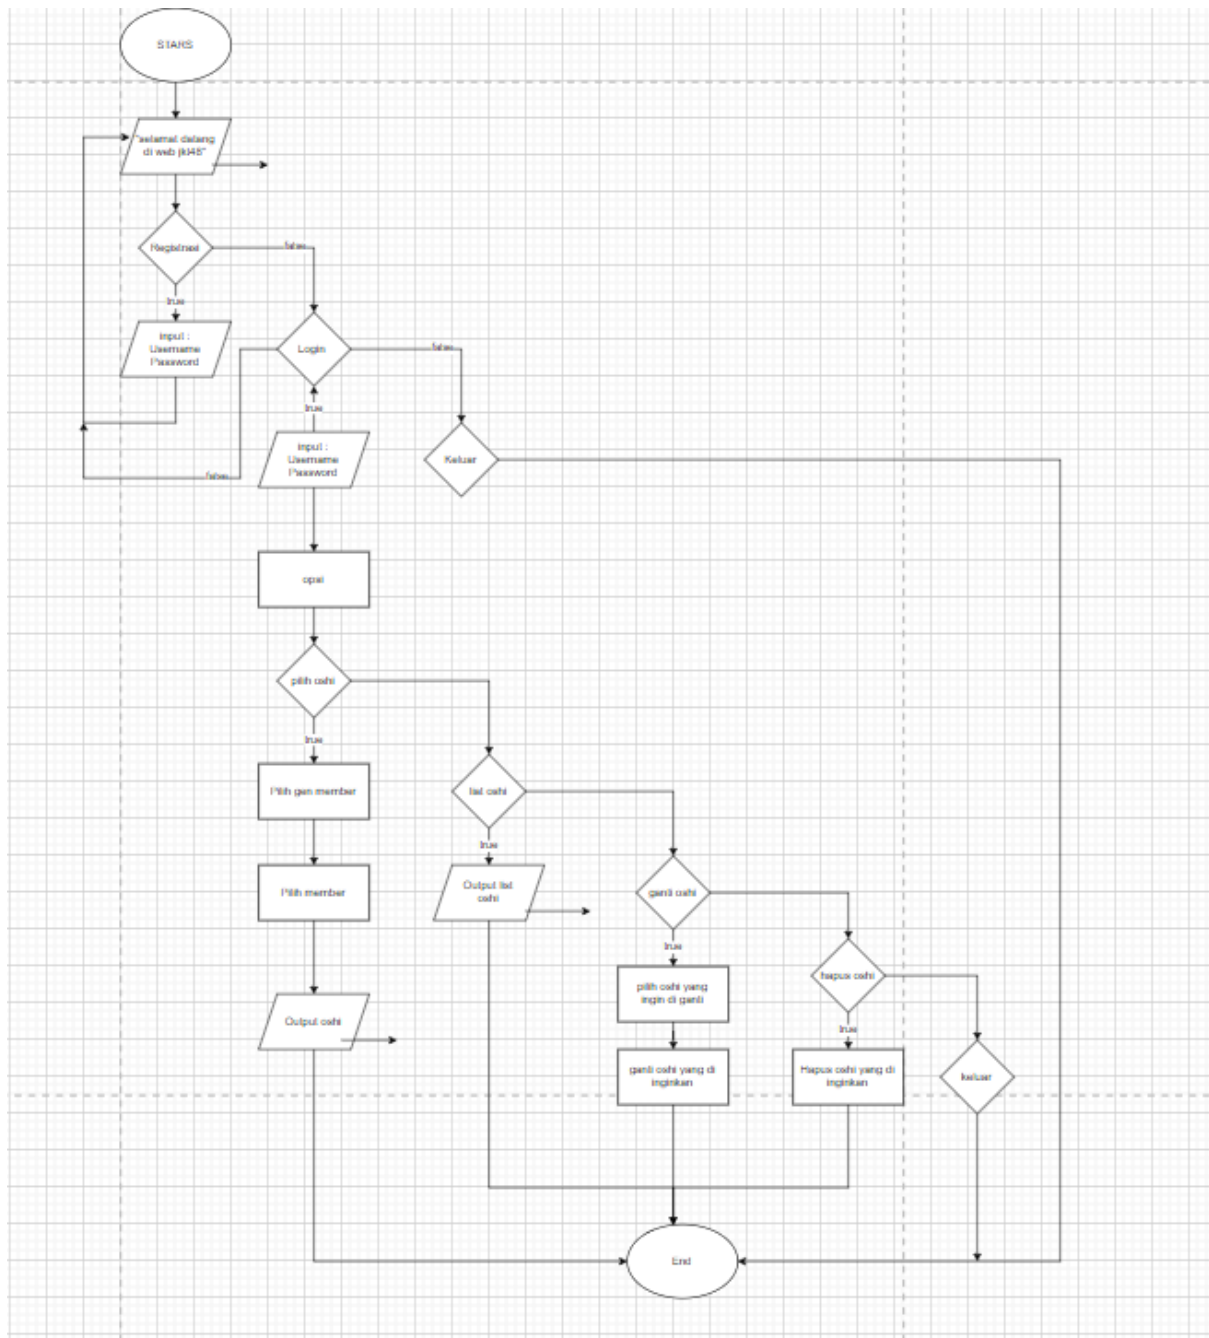 STARS
"selamat datang
di web jkt48"
Registrasi
false
true
input :
Username
Password
Login
false
true
input :
Username
Password
Keluar
false
opsi
pilih oshi
true
Pilih gen member
list oshi
true
Pilih member
Output list
oshi
ganti oshi
true
hapus oshi
pilih oshi yang
ingin di ganti
Output oshi
true
ganti oshi yang di
inginkan
Hapus oshi yang di
inginkan
keluar
End